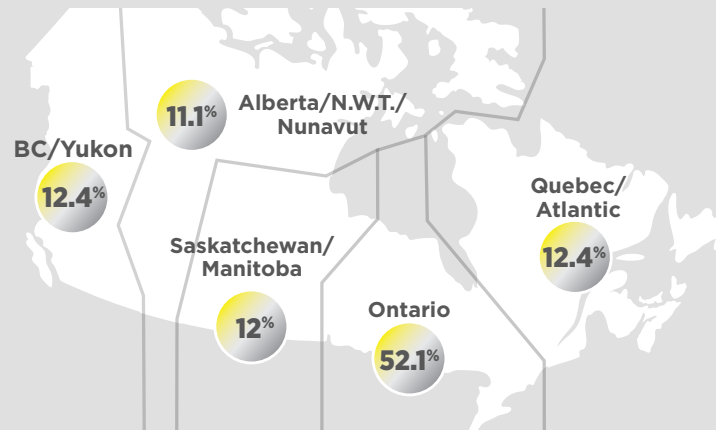 BC/Yukon
12.4%
11.1%
Alberta/N.W.T./
Nunavut
Saskatchewan/
Manitoba
12%
Ontario
52.1%
Quebec/
Atlantic
12.4%